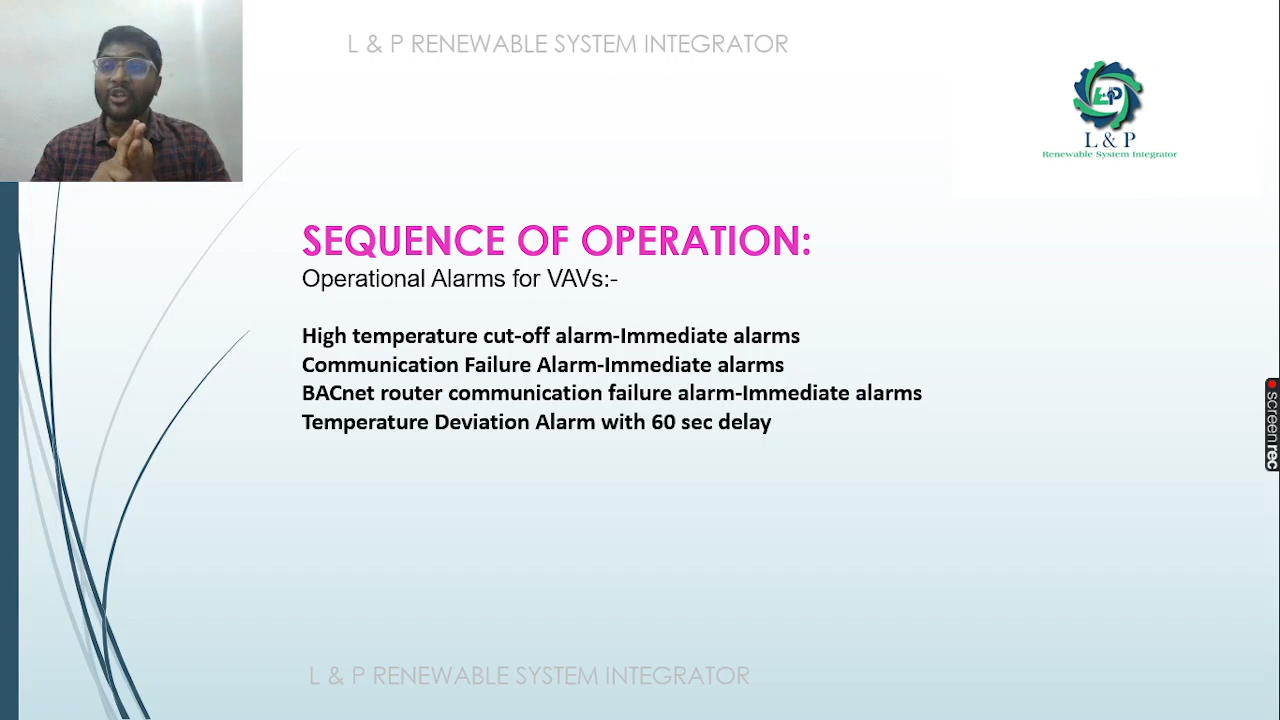 L & P RENEWABLE SYSTEM INTEGRATOR
L&P
L & P
Renewable System Integrator
SEQUENCE OF OPERATION:
Operational Alarms for VAVs:-
High temperature cut-off alarm-Immediate alarms
Communication Failure Alarm-Immediate alarms
BACnet router communication failure alarm-Immediate alarms
Temperature Deviation Alarm with 60 sec delay
screenrec
L & P RENEWABLE SYSTEM INTEGRATOR